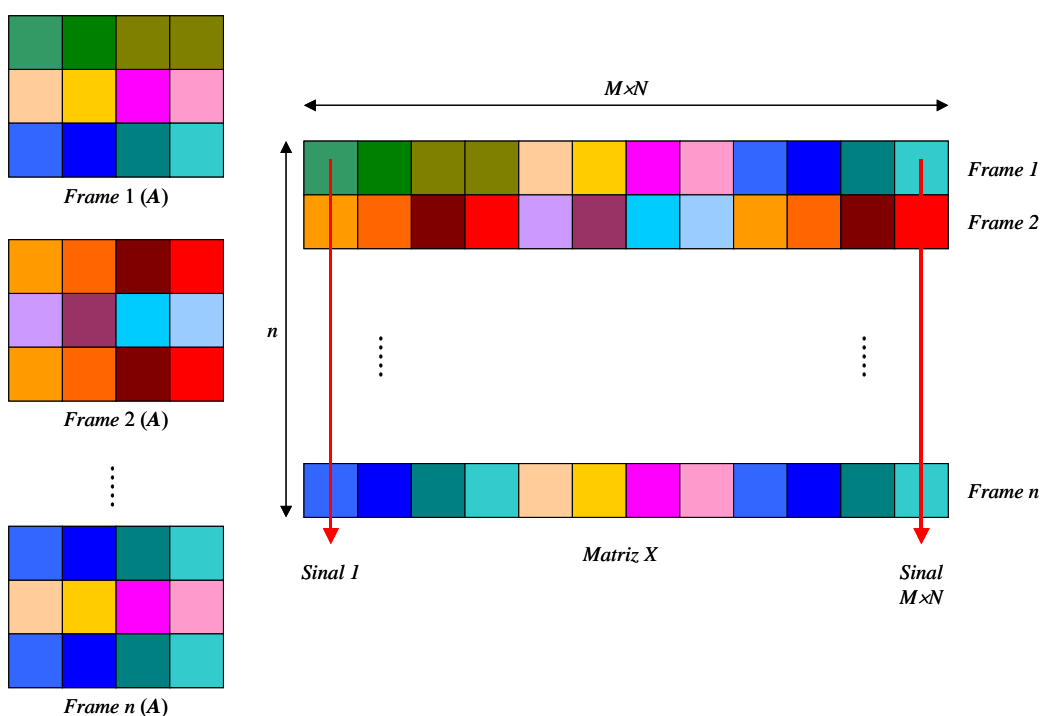 Frame 1 (A)
Frame 2 (A)
Frame n (A)
M×N
n
Frame 1
Frame 2
Frame n
Matriz X
Sinal 1
Sinal
M×N